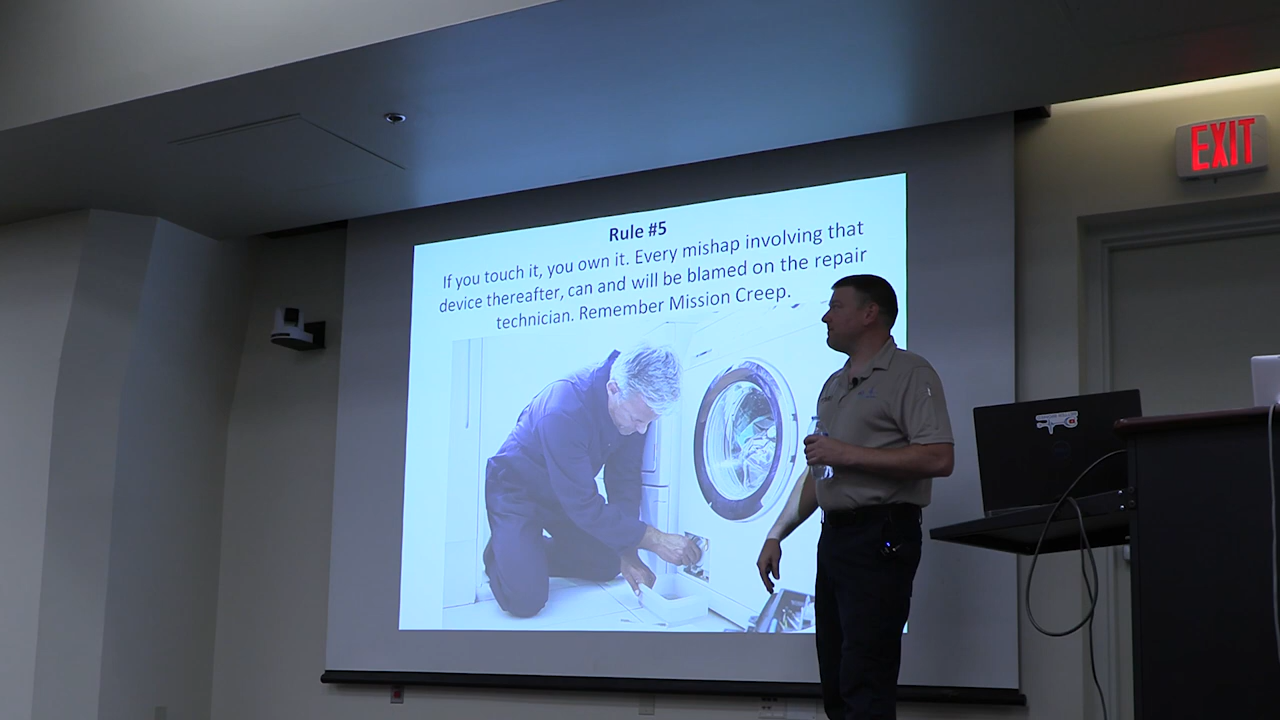 EXIT
Rule #5
If you touch it, you own it. Every mishap involving that
device thereafter, can and will be blamed on the repair
technician. Remember Mission Creep.